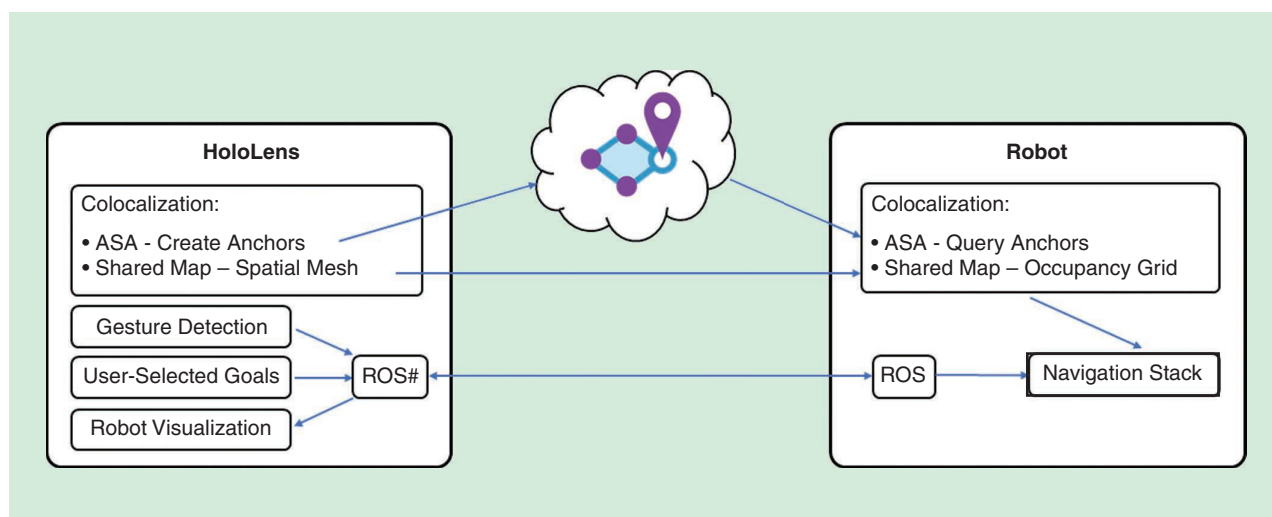 HoloLens
Colocalization:
• ASA - Create Anchors
• Shared Map – Spatial Mesh
Gesture Detection
User-Selected Goals
Robot Visualization
ROS#
Robot
Colocalization:
• ASA - Query Anchors
• Shared Map – Occupancy Grid
ROS
Navigation Stack